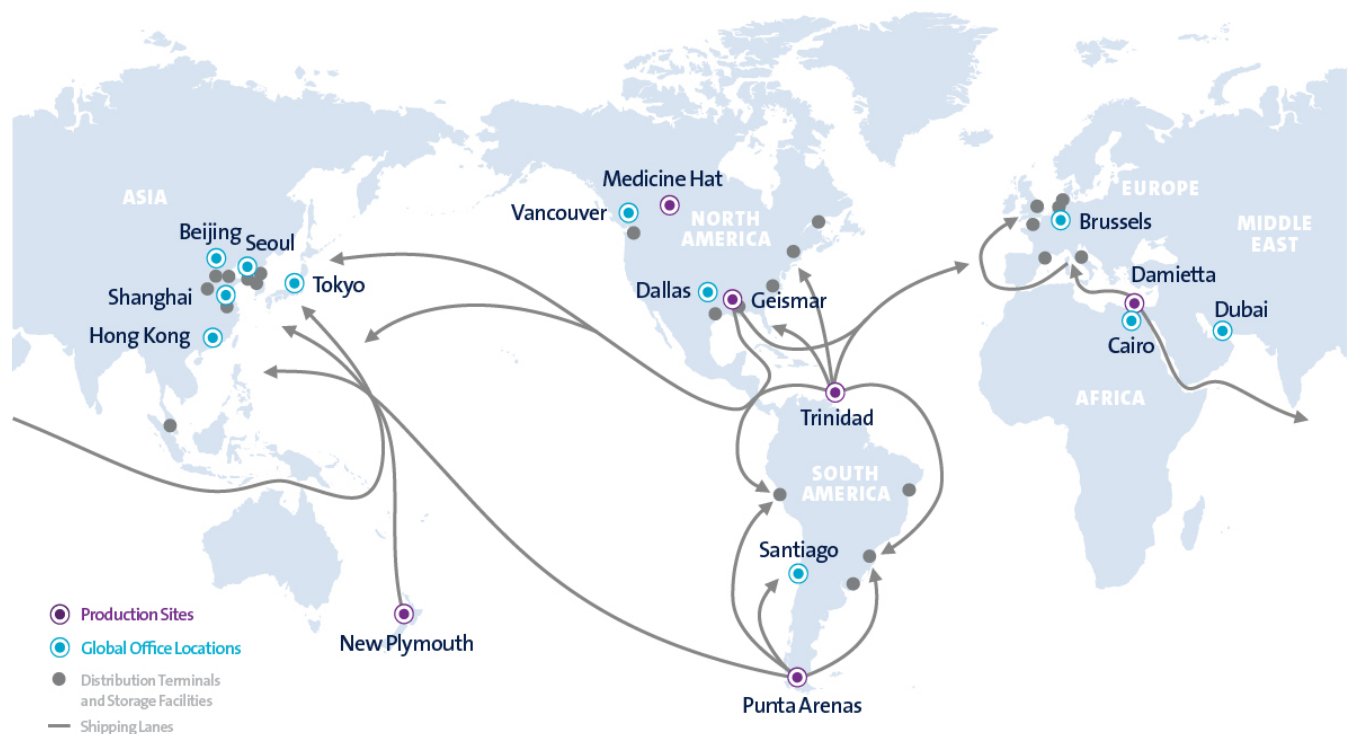 ASIA
Beijing
Seoul
Shanghai
Tokyo
Hong Kong
Medicine Hat
Vancouver
NORTH
AMERICA
Dallas
Geismar
Trinidad
SOUTH
AMERICA
Santiago
Punta Arenas
New Plymouth
EUROPE
Brussels
MIDDLE
EAST
Damietta
Dubai
Cairo
AFRICA
Production Sites
Global Office Locations
Distribution Terminals
and Storage Facilities
Shipping Lanes